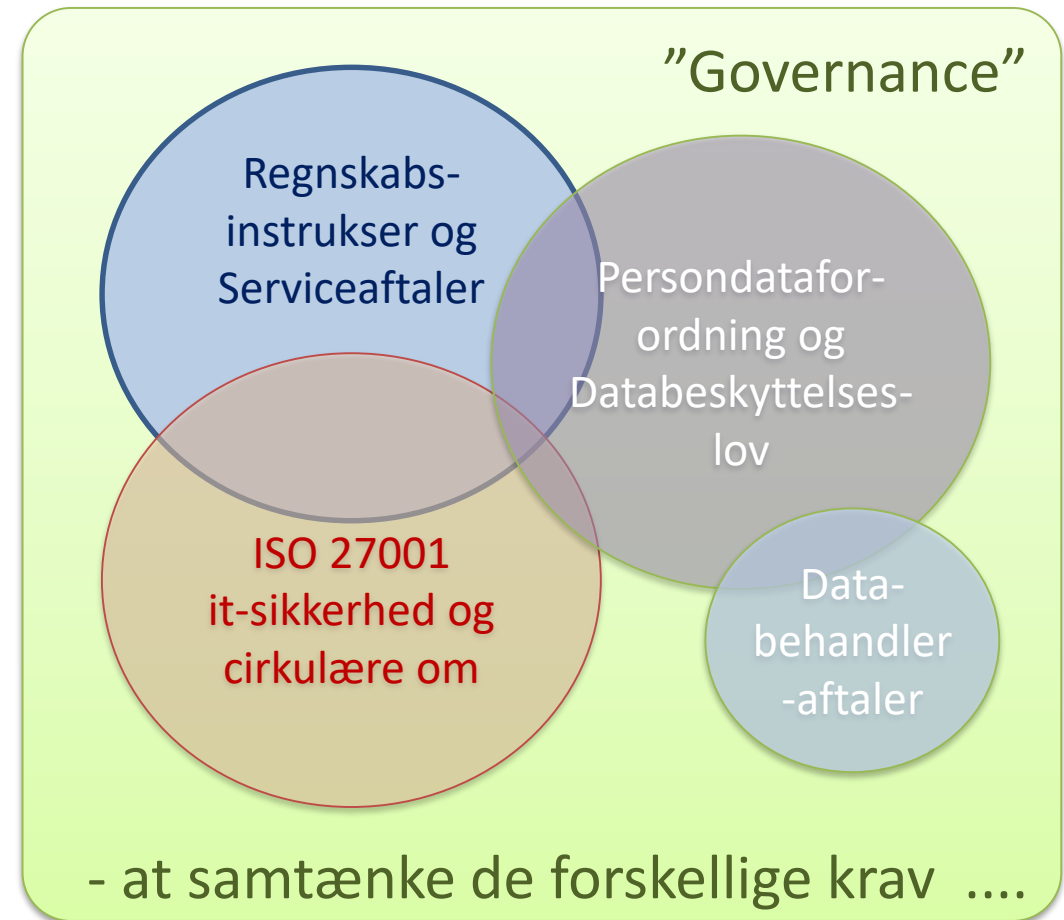 ”Governance”
Regnskabs-
instrukser og
Serviceaftaler
Persondatafor-
ordning og
Databeskyttelses-
lov
ISO 27001
it-sikkerhed og
cirkulære om
Data-
behandler
-aftaler
- at samtænke de forskellige krav ....